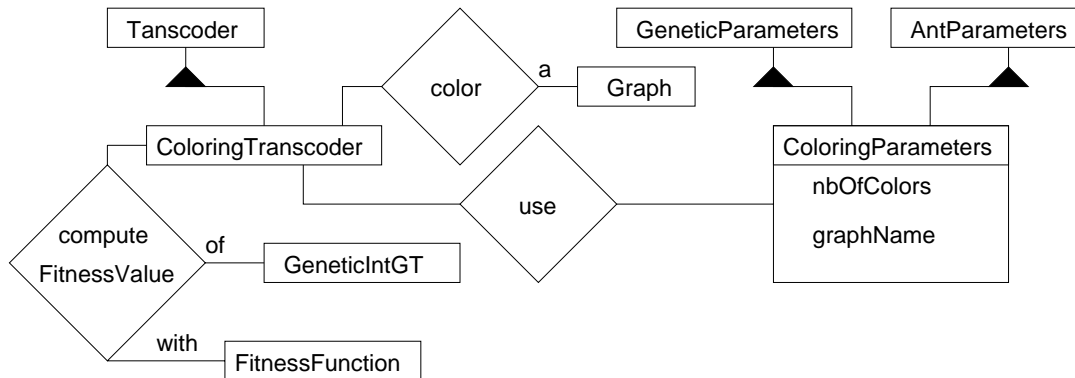 Tanscoder
GeneticParameters
AntParameters
color
a
Graph
ColoringTranscoder
ColoringParameters
nbOfColors
graphName
use
compute
FitnessValue
of
GeneticIntGT
with
FitnessFunction